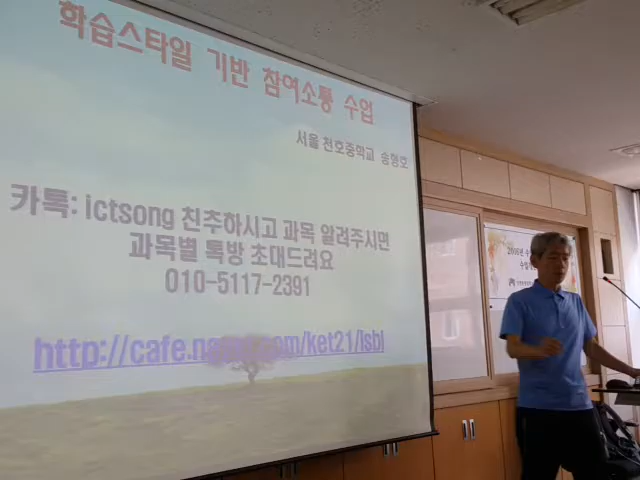 학습스타일 기반 참여소통 수업
서울 천호중학교 송형호
카톡: ictsong 친추하시고 과목 알려주시면
과목별 톡방 초대드려요
010-5117-2391
http://cafe.naver.com/ket21/lsbl